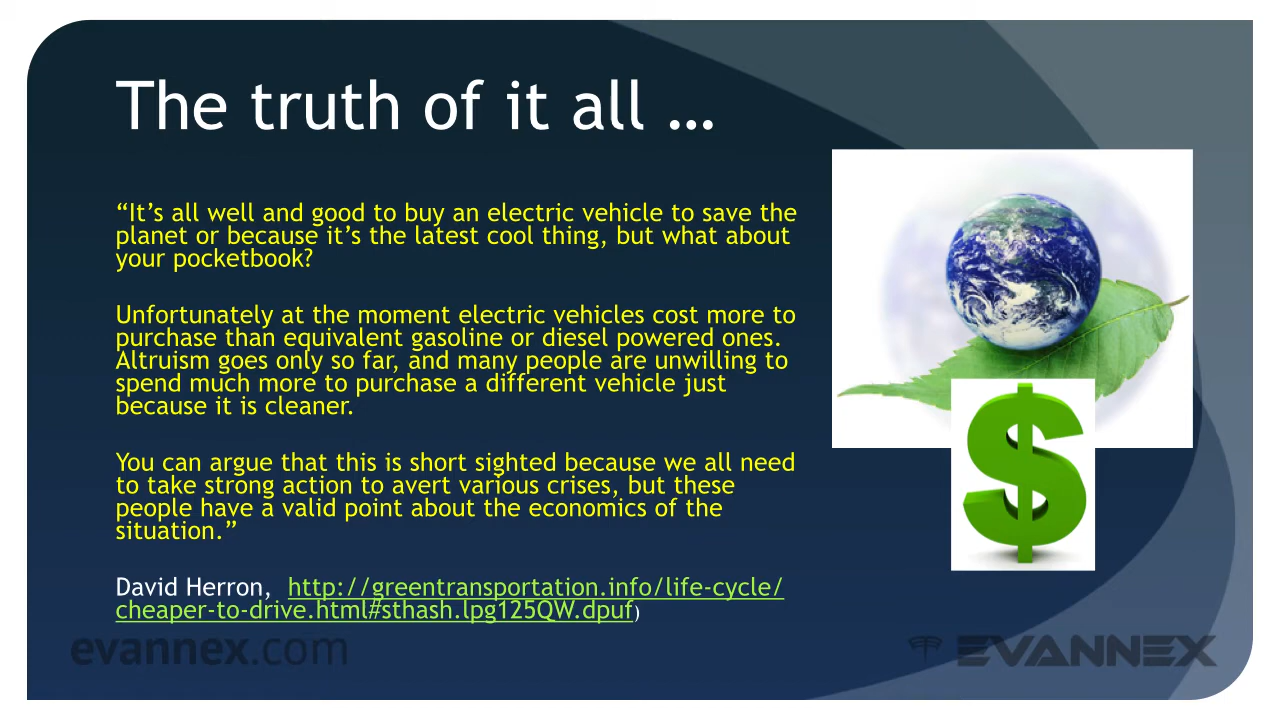 The truth of it all …
“It’s all well and good to buy an electric vehicle to save the
planet or because it’s the latest cool thing, but what about
your pocketbook?
Unfortunately at the moment electric vehicles cost more to
purchase than equivalent gasoline or diesel powered ones.
Altruism goes only so far, and many people are unwilling to
spend much more to purchase a different vehicle just
because it is cleaner.
You can argue that this is short sighted because we all need
to take strong action to avert various crises, but these
people have a valid point about the economics of the
situation.”
David Herron,  http://greentransportation.info/life-cycle/
cheaper-to-drive.html#sthash.lpg125QW.dpuf)
$
evannex.com
EVANNEX